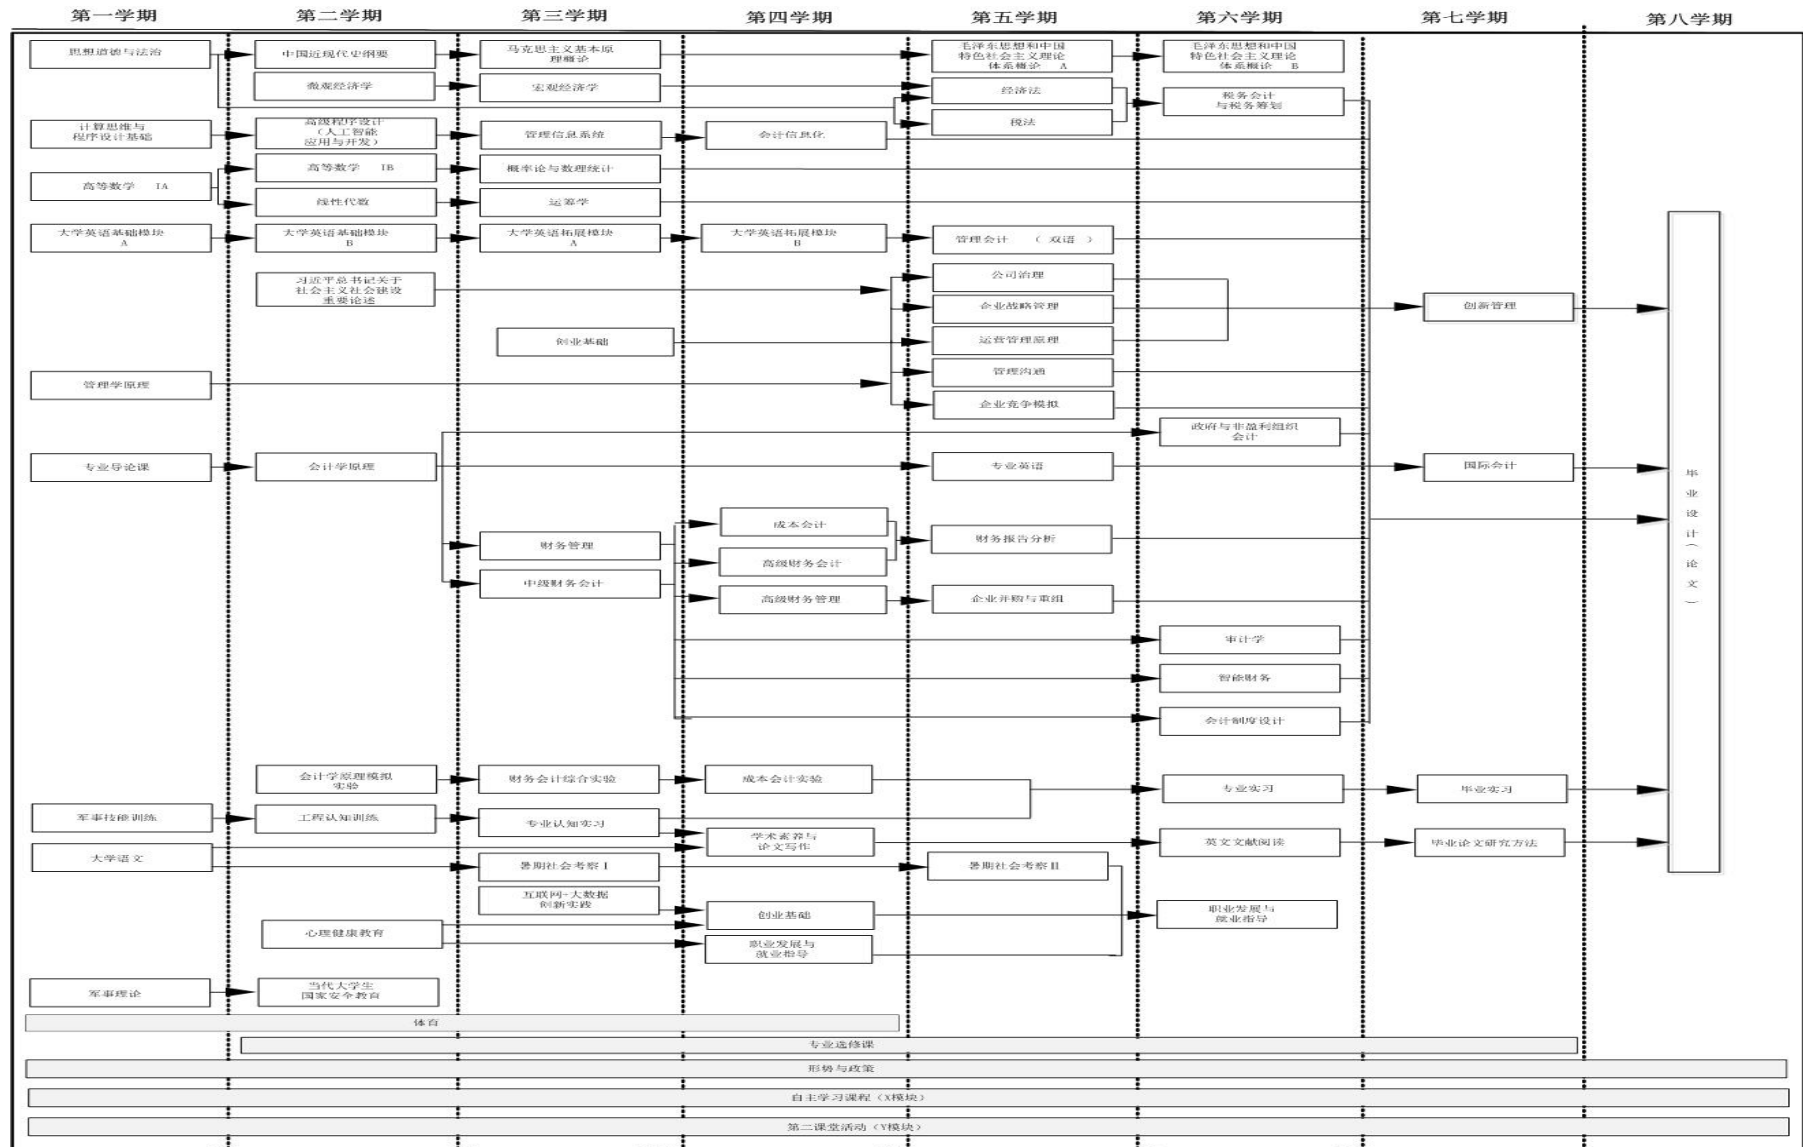 第一学期
第二学期
第三学期
第四学期
第五学期
第六学期
第七学期
第八学期
思想道德与法治
中国近现代史纲要
马克思主义基本原
理概论
毛泽东思想和中国
特色社会主义理论
体系概论 A
毛泽东思想和中国
特色社会主义理论
体系概论 B
微观经济学
宏观经济学
经济法
税务会计
与税务筹划
税法
计算思维与
程序设计基础
高级程序设计
（人工智能
应用与开发）
管理信息系统
会计信息化
高等数学 IA
高等数学 IB
概率论与数理统计
线性代数
运筹学
大学英语基础模块
A
大学英语基础模块
B
大学英语拓展模块
A
大学英语拓展模块
B
管理会计 （ 双语 ）
习近平总书记关于
社会主义社会建设
重要论述
公司治理
企业战略管理
创新管理
创业基础
运营管理原理
管理学原理
管理沟通
企业竞争模拟
政府与非盈利组织
会计
专业导论课
会计学原理
专业英语
国际会计
毕业设计（论文）
成本会计
财务管理
财务报告分析
高级财务会计
中级财务会计
高级财务管理
企业并购与重组
审计学
智能财务
会计制度设计
会计学原理模拟
实验
财务会计综合实验
成本会计实验
专业实习
毕业实习
军事技能训练
工程认知训练
专业认知实习
学术素养与
论文写作
英文文献阅读
毕业论文研究方法
大学语文
暑期社会考察Ⅰ
暑期社会考察Ⅱ
互联网+大数据
创新实践
创业基础
职业发展与
就业指导
心理健康教育
职业发展与
就业指导
军事理论
当代大学生
国家安全教育
体育
专业选修课
形势与政策
自主学习课程（X模块）
第二课堂活动（Y模块）